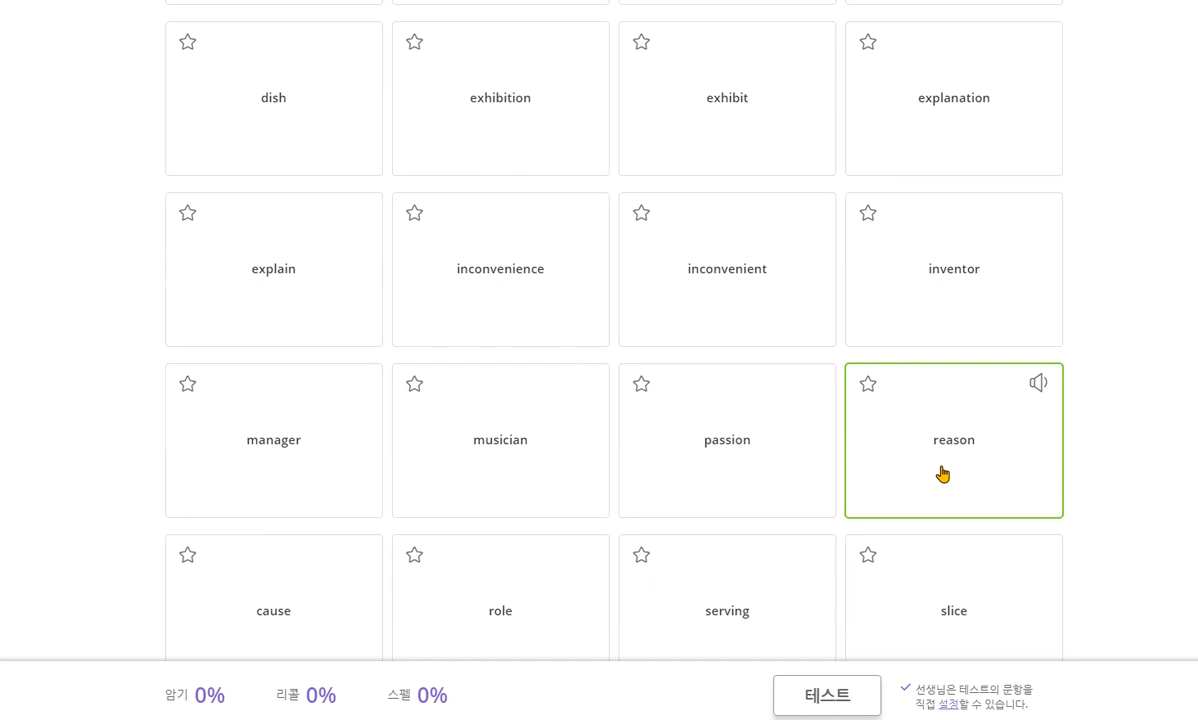 dish
exhibition
exhibit
explanation
explain
inconvenience
inconvenient
inventor
manager
musician
passion
reason
cause
role
serving
slice
암기 0%
리콜 0%
스펠 0%
테스트
선생님은 테스트의 문항을
직접 설정할 수 있습니다.